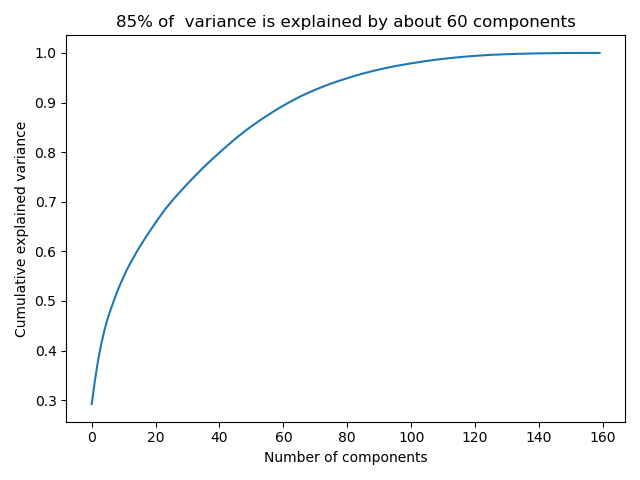 85% of  variance is explained by about 60 components
Cumulative explained variance
1.0
0.9
0.8
0.7
0.6
0.5
0.4
0.3
0 20 40 60 80 100 120 140 160
Number of components